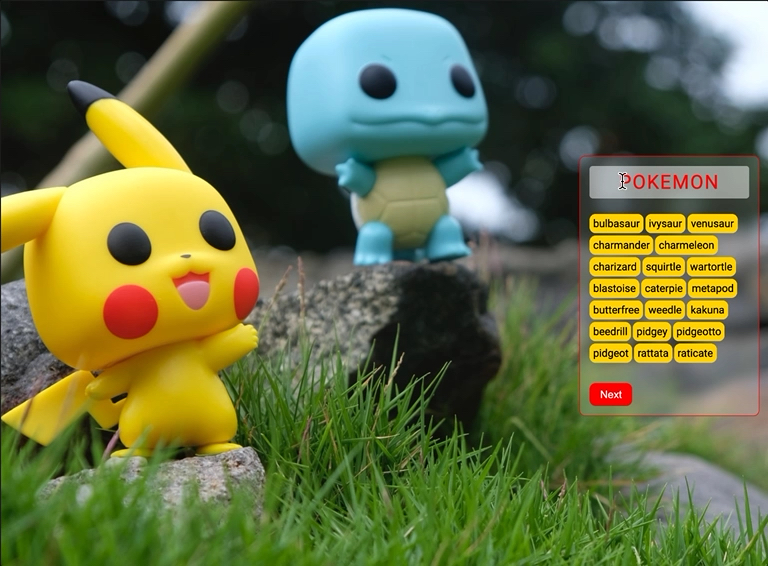 POKEMON
bulbasaur ivysaur venusaur
charmander charmeleon
charizard squirtle wartortle
blastoise caterpie metapod
butterfree weedle kakuna
beedrill pidgey pidgeotto
pidgeot rattata raticate
Next